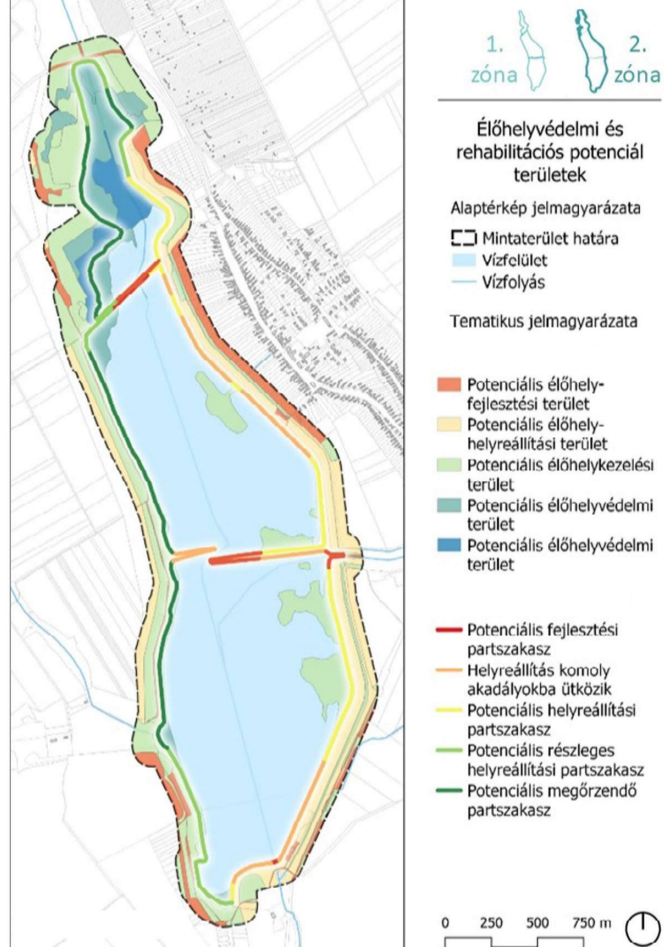 1.
zóna
2.
zóna
Élőhelyvédelmi és
rehabilitációs potenciál
területek
Alaptérkép jelmagyarázata
Mintaterület határa
Vízfelület
Vízfolyás
Tematikus jelmagyarázata
Potenciális élőhely-
fejlesztési terület
Potenciális élőhely-
helyreállítási terület
Potenciális élőhelykezelési
terület
Potenciális élőhelyvédelmi
terület
Potenciális élőhelyvédelmi
terület
Potenciális fejlesztési
partszakasz
Helyreállítás komoly
akadályokba ütközik
Potenciális helyreállítási
partszakasz
Potenciális részleges
helyreállítási partszakasz
Potenciális megőrzendő
partszakasz
0 250 500 750 m